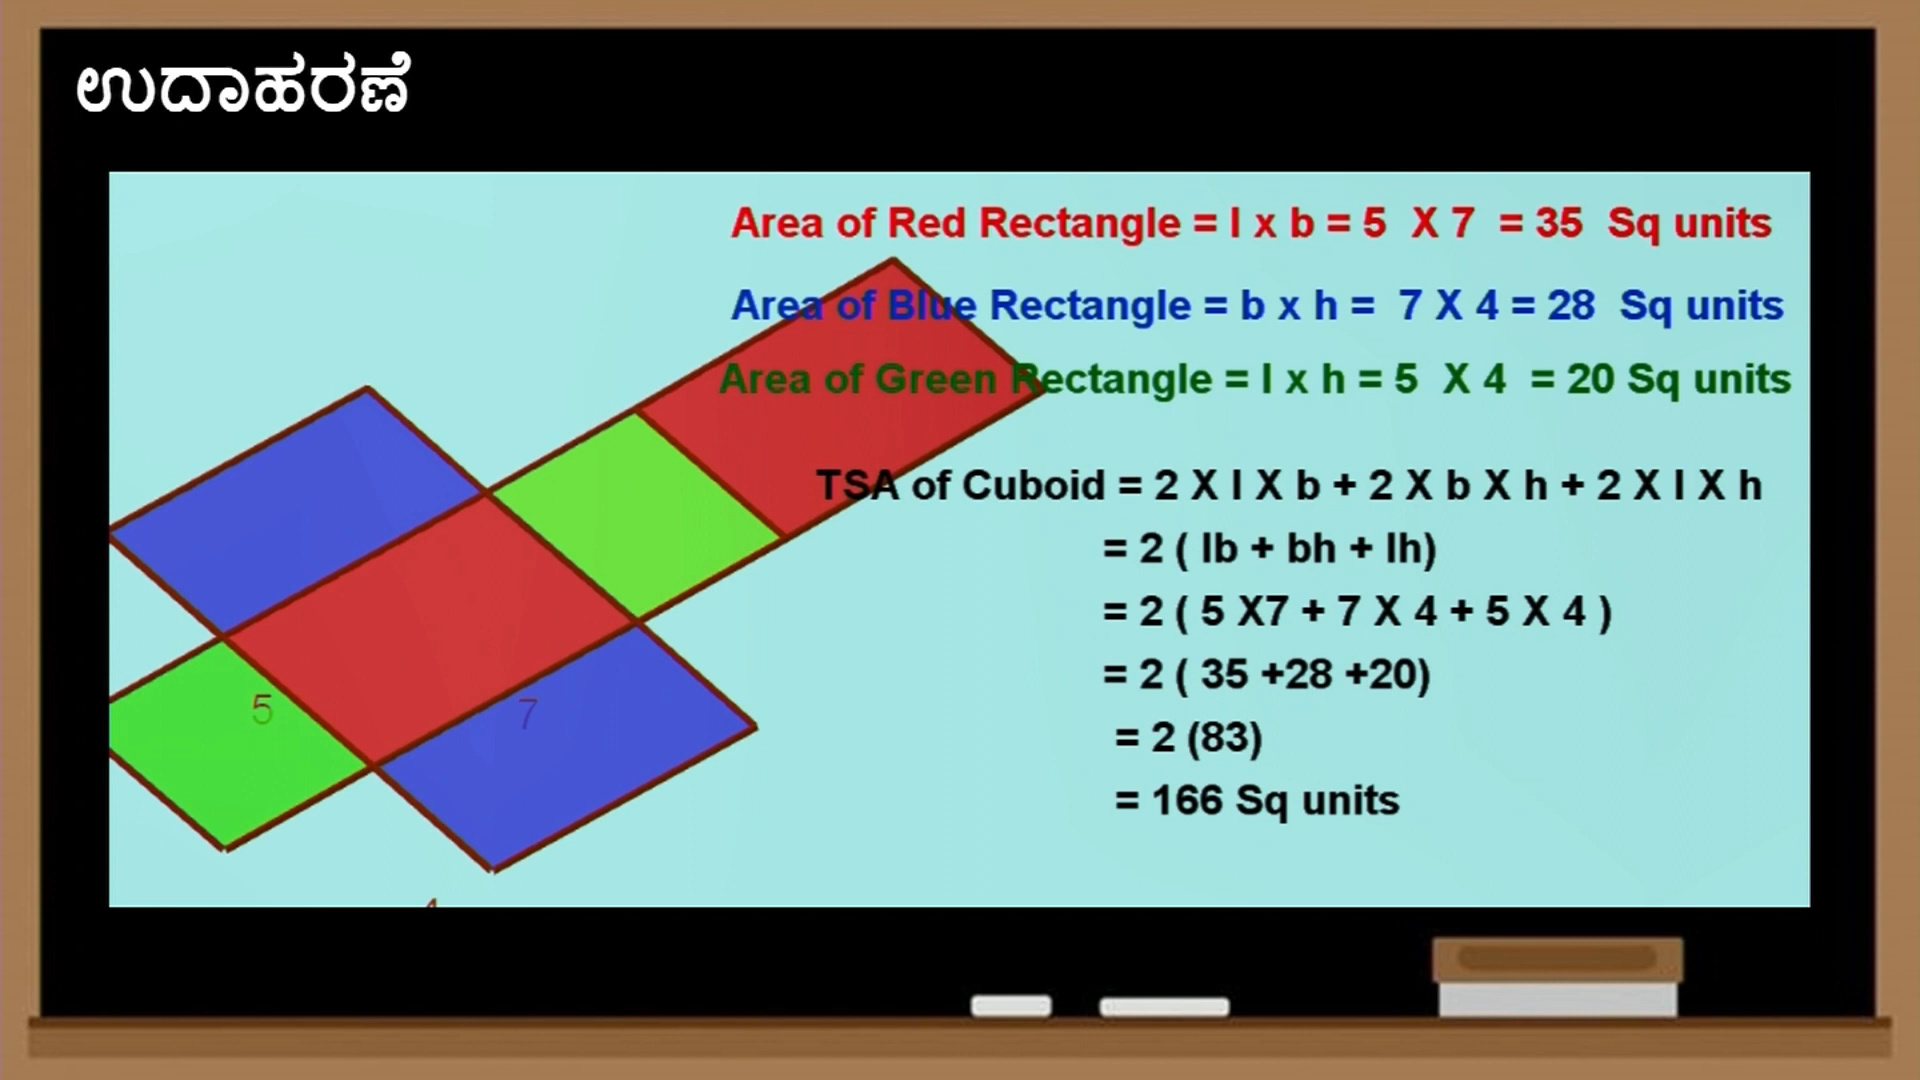 ಉದಾಹರಣೆ
Area of Red Rectangle = l x b = 5 X 7 = 35 Sq units
Area of Blue Rectangle = b x h = 7 X 4 = 28 Sq units
Area of Green Rectangle = l x h = 5 X 4 = 20 Sq units
TSA of Cuboid = 2 X l X b + 2 X b X h + 2 X l X h
= 2 ( lb + bh + lh)
= 2 ( 5 X7 + 7 X 4 + 5 X 4 )
= 2 ( 35 +28 +20)
= 2 (83)
= 166 Sq units
5
7